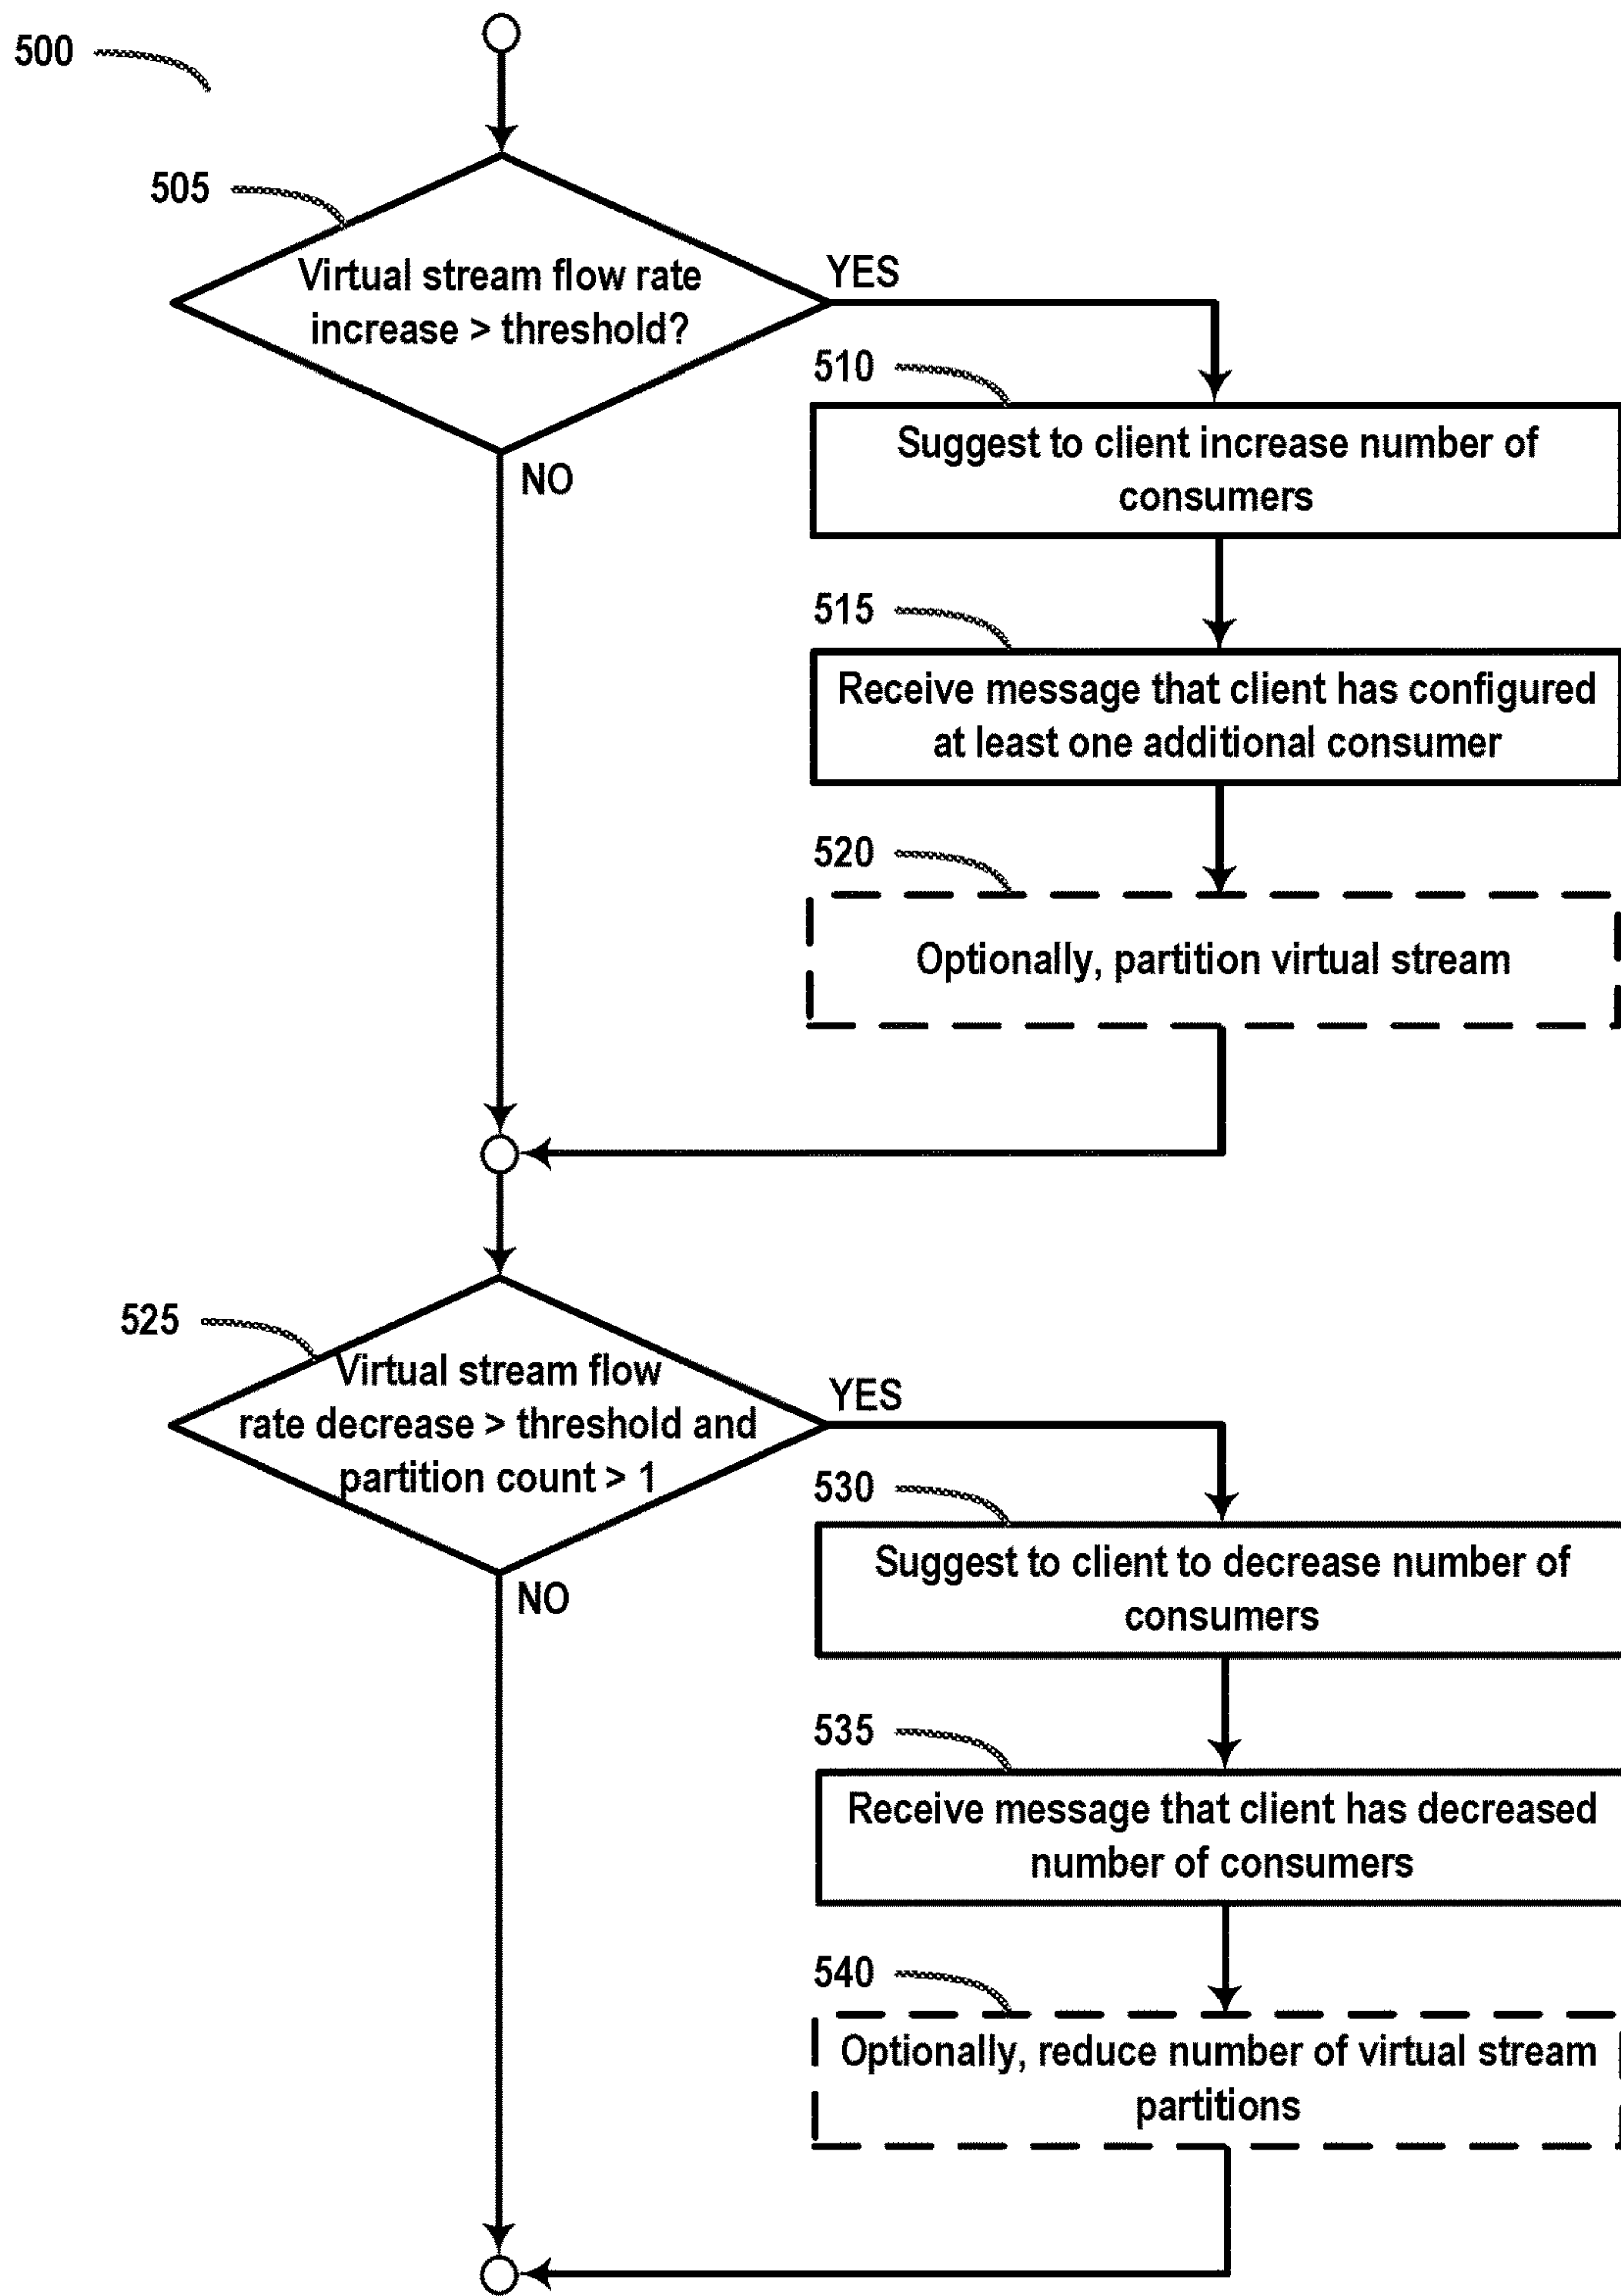 500
505
Virtual stream flow rate
increase > threshold?
YES
NO
510
Suggest to client increase number of
consumers
515
Receive message that client has configured
at least one additional consumer
520
Optionally, partition virtual stream
525
Virtual stream flow
rate decrease > threshold and
partition count > 1
YES
NO
530
Suggest to client to decrease number of
consumers
535
Receive message that client has decreased
number of consumers
540
Optionally, reduce number of virtual stream
partitions